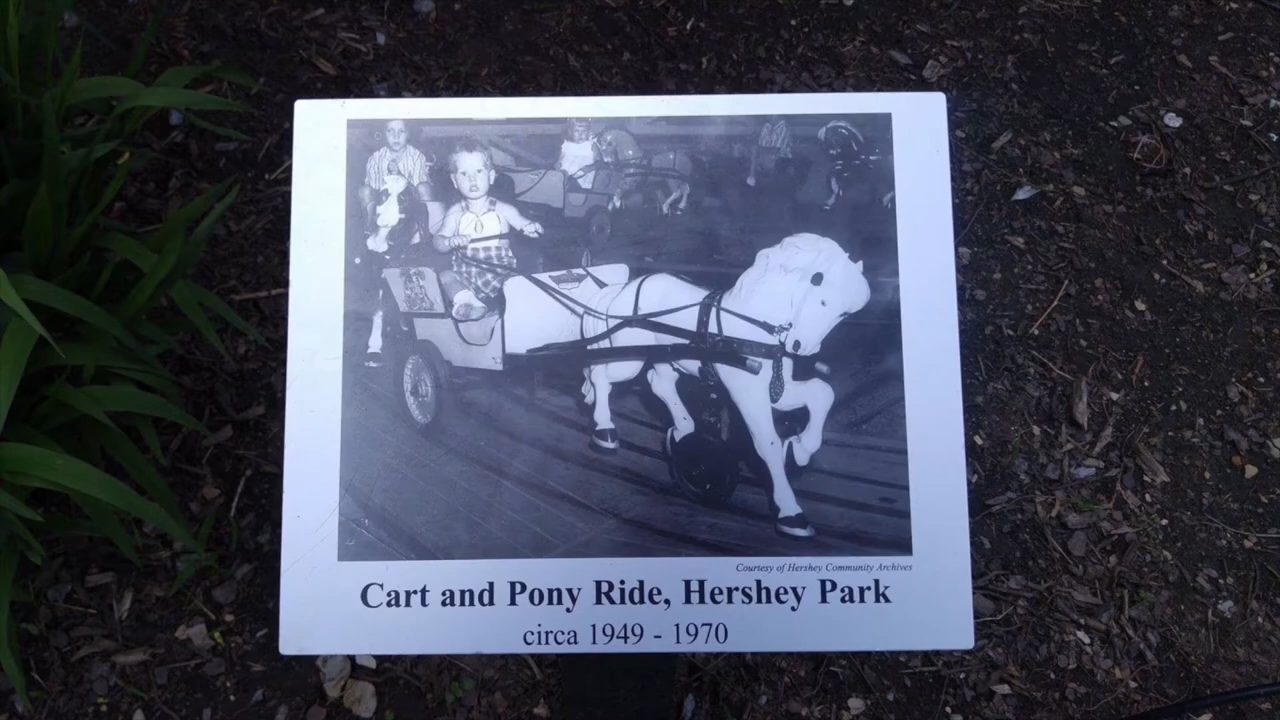 Courtesy of Hershey Community Archives
Cart and Pony Ride, Hershey Park
circa 1949 - 1970